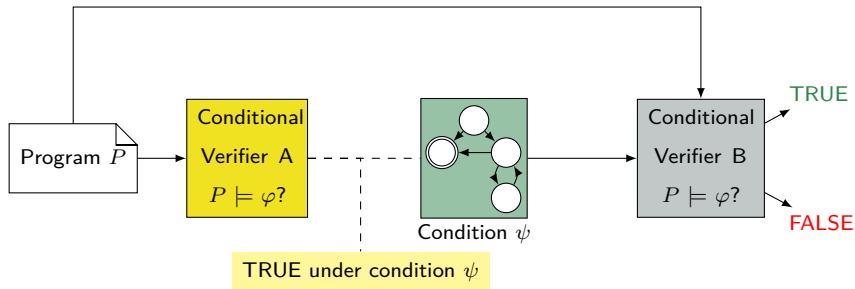 Program P
Conditional
Verifier A
P ⊨ φ?
Condition ψ
TRUE under condition ψ
Conditional
Verifier B
P ⊨ φ?
TRUE
FALSE